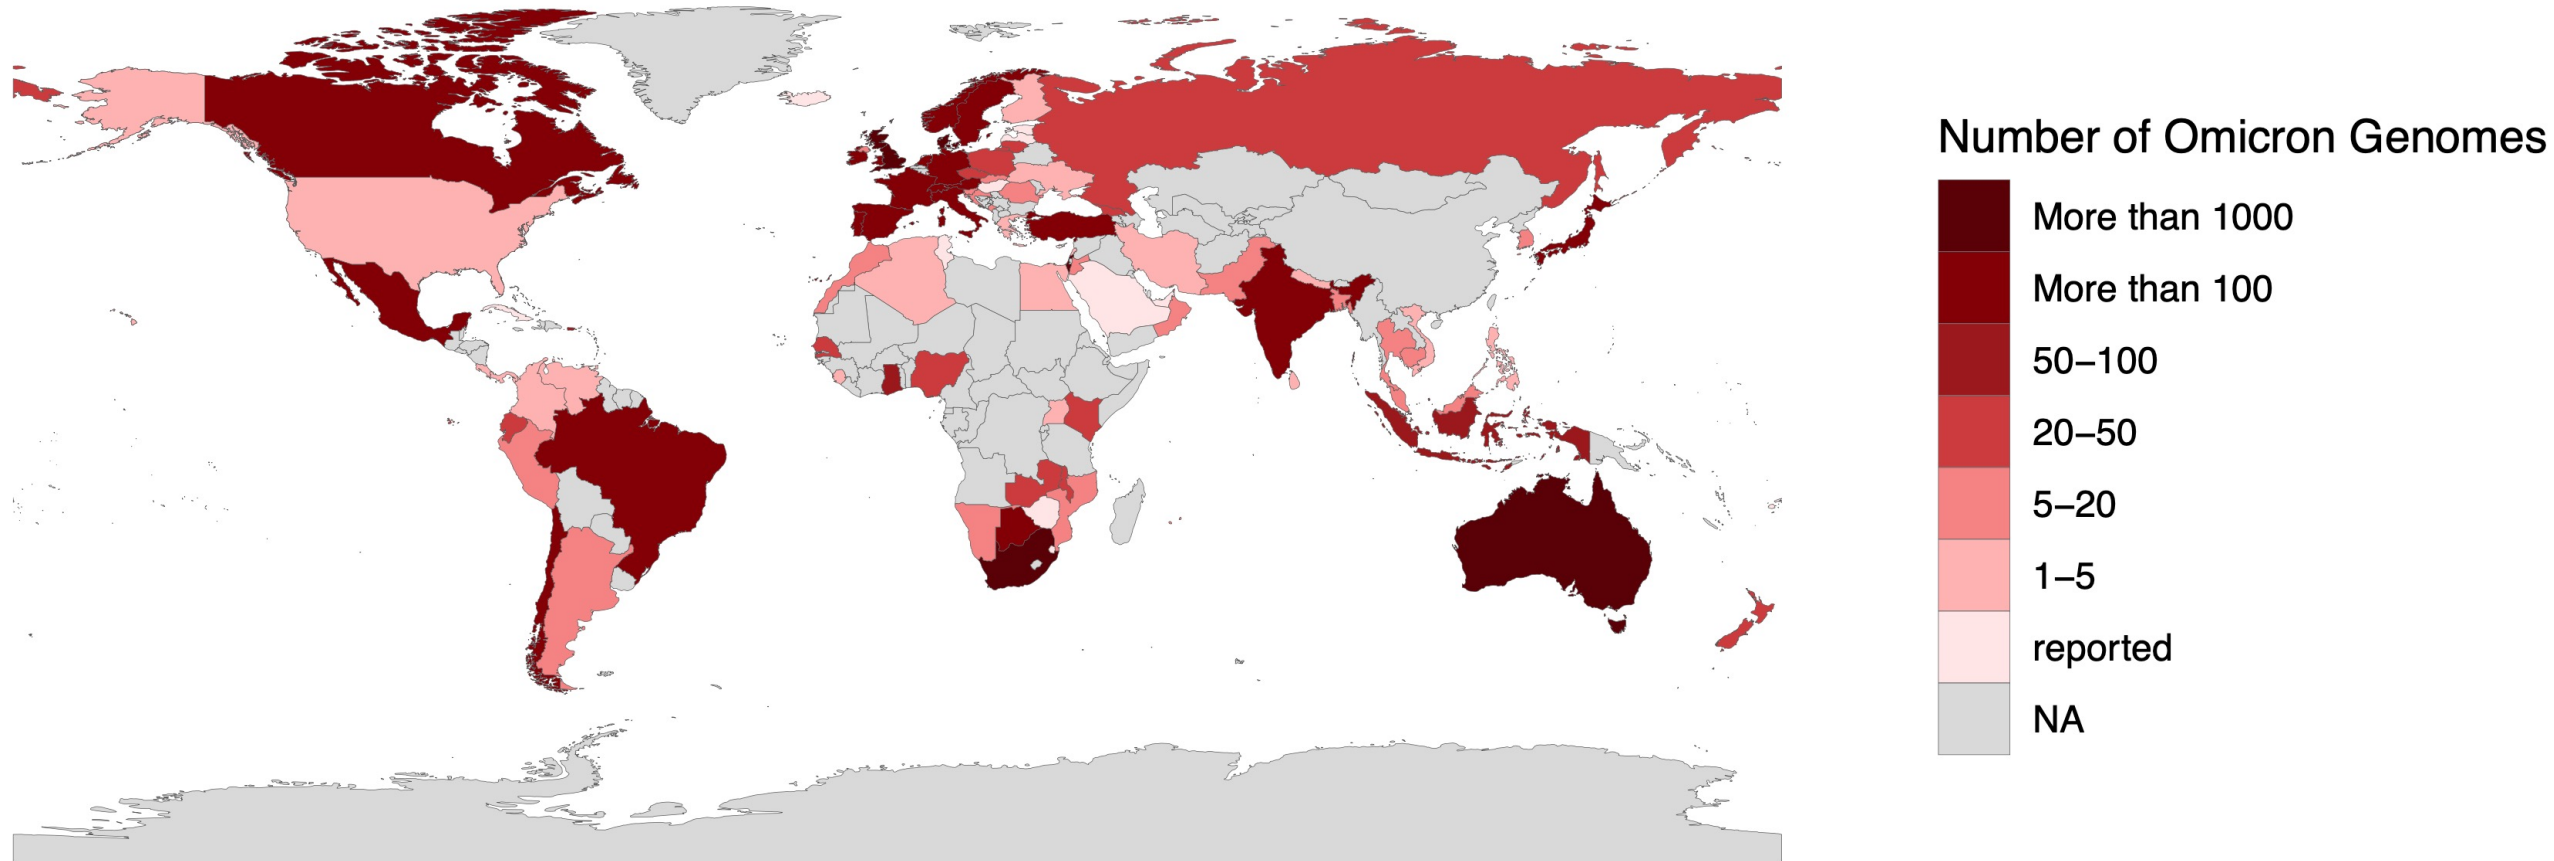 Number of Omicron Genomes
More than 1000
More than 100
50–100
20–50
5–20
1–5
reported
NA